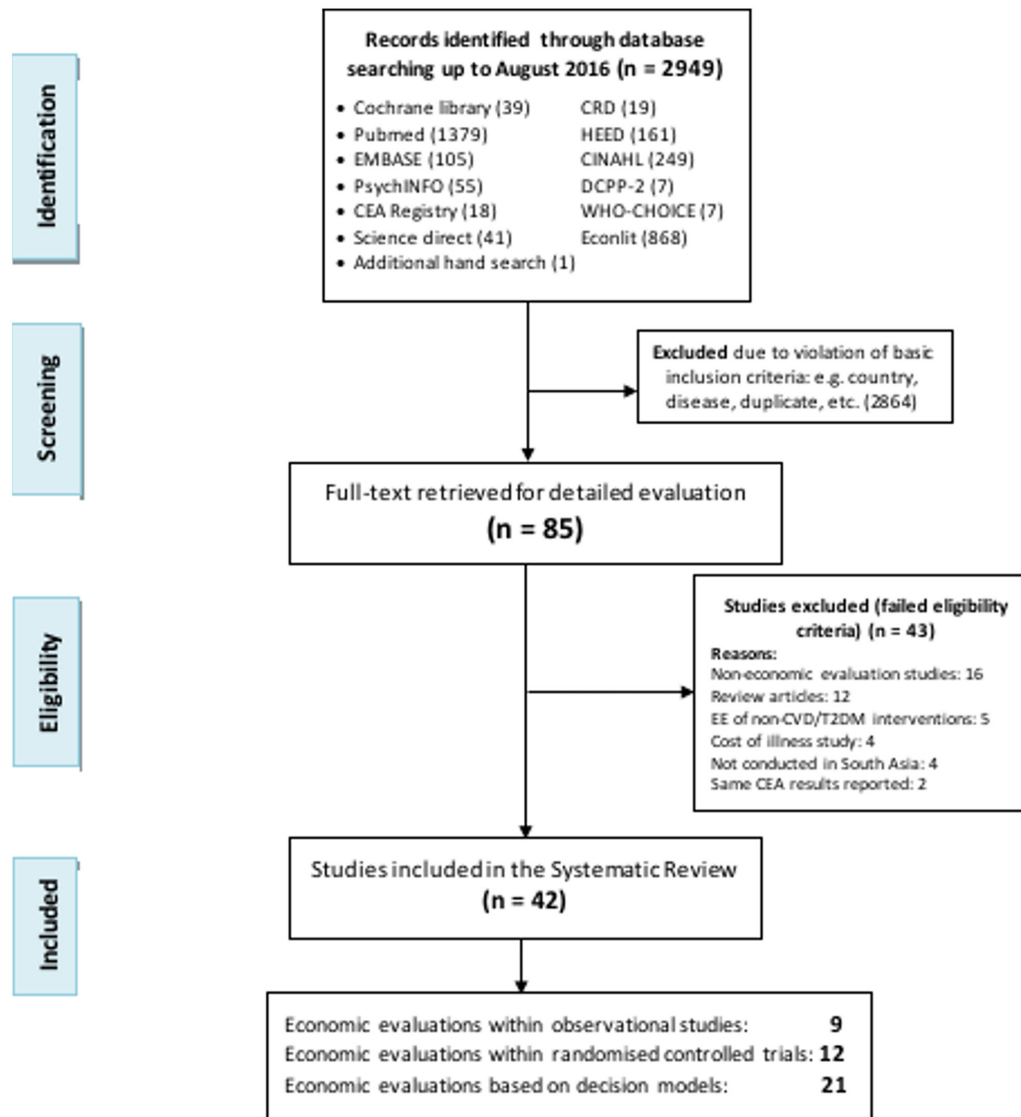 Identification
Records identified through database
searching up to August 2016 (n = 2949)
• Cochrane library (39) CRD (19)
• Pubmed (1379) HEED (161)
• EMBASE (105) CINAHL (249)
• PsychINFO (55) DCPP-2 (7)
• CEA Registry (18) WHO-CHOICE (7)
• Science direct (41) Econlit (868)
• Additional hand search (1)
Screening
Excluded due to violation of basic
inclusion criteria: e.g. country,
disease, duplicate, etc. (2864)
Full-text retrieved for detailed evaluation
(n = 85)
Eligibility
Studies excluded (failed eligibility
criteria) (n = 43)
Reasons:
Non-economic evaluation studies: 16
Review articles: 12
EE of non-CVD/T2DM interventions: 5
Cost of illness study: 4
Not conducted in South Asia: 4
Same CEA results reported: 2
Included
Studies included in the Systematic Review
(n = 42)
Economic evaluations within observational studies: 9
Economic evaluations within randomised controlled trials: 12
Economic evaluations based on decision models: 21